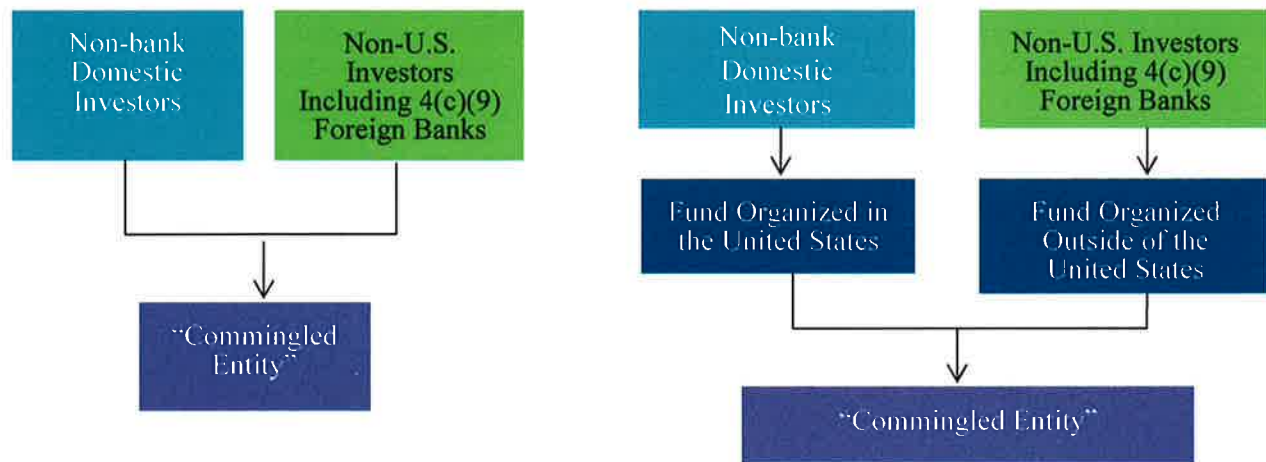 Non-bank
Domestic
Investors
Non-U.S.
Investors
Including 4(c)(9)
Foreign Banks
"Commingled
Entity"
Non-bank
Domestic
Investors
Non-U.S. Investors
Including 4(c)(9)
Foreign Banks
Fund Organized in
the United States
Fund Organized
Outside of the
United States
"Commingled Entity"